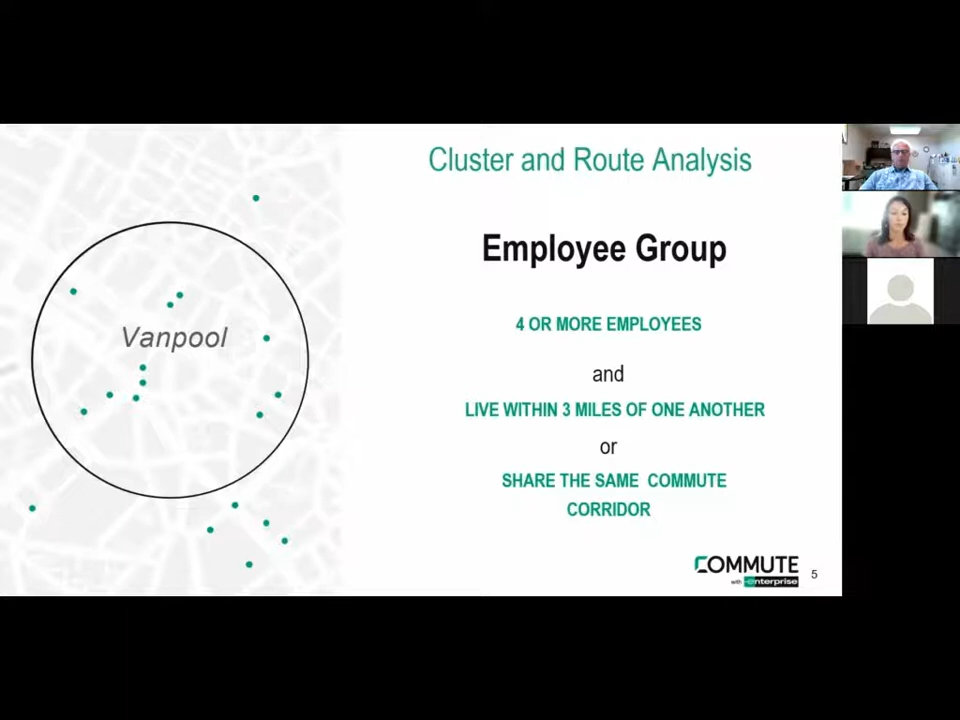 Cluster and Route Analysis
Employee Group
Vanpool
4 OR MORE EMPLOYEES
and
LIVE WITHIN 3 MILES OF ONE ANOTHER
or
SHARE THE SAME COMMUTE
CORRIDOR
COMMUTE
with enterprise
5